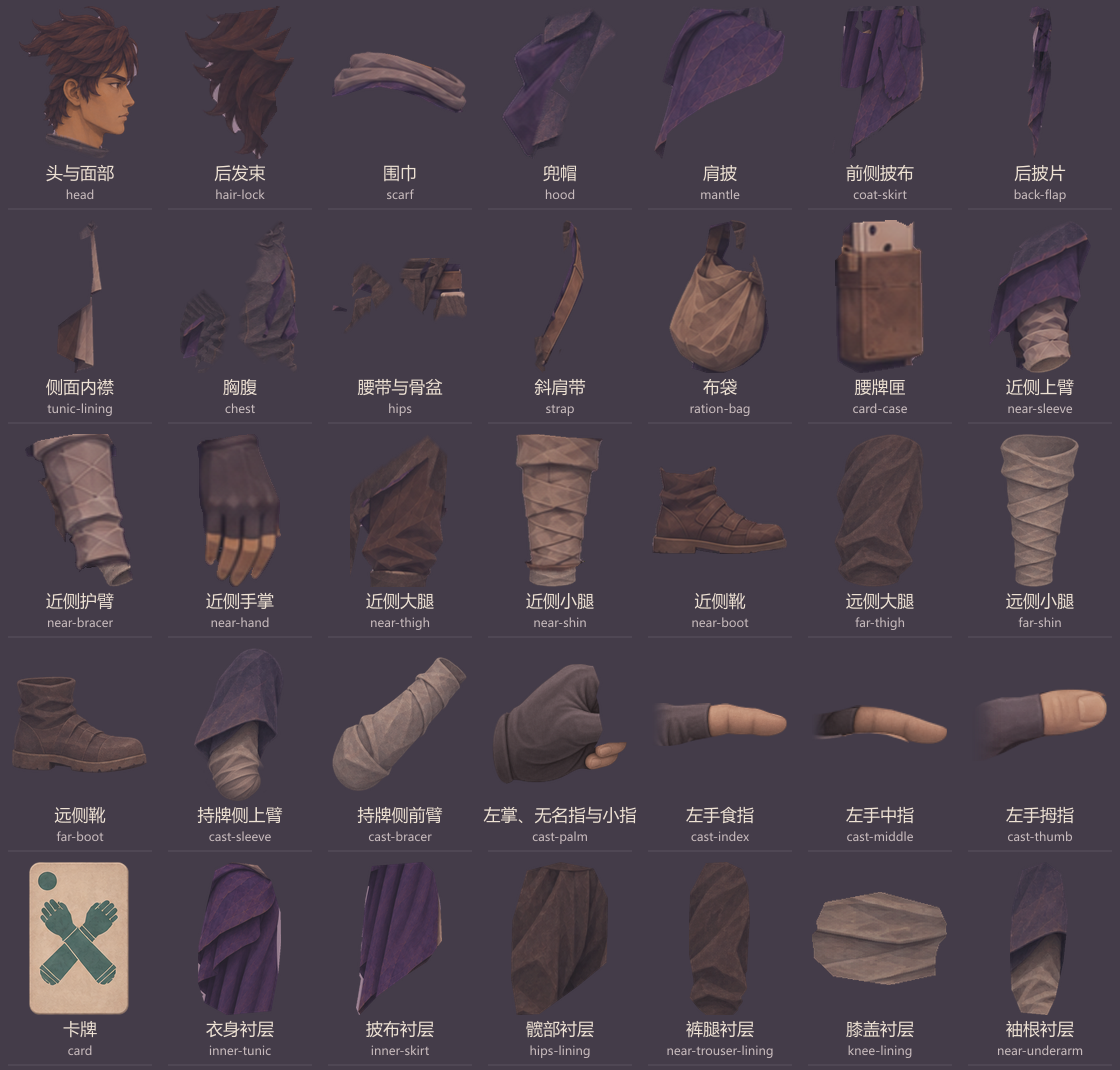 头与面部
head
后发束
hair-lock
围巾
scarf
兜帽
hood
肩披
mantle
前侧披布
coat-skirt
后披片
back-flap
侧面内襟
tunic-lining
胸腹
chest
腰带与骨盆
hips
斜肩带
strap
布袋
ration-bag
腰牌匣
card-case
近侧上臂
near-sleeve
近侧护臂
near-bracer
近侧手掌
near-hand
近侧大腿
near-thigh
近侧小腿
near-shin
近侧靴
near-boot
远侧大腿
far-thigh
远侧小腿
far-shin
远侧靴
far-boot
持牌侧上臂
cast-sleeve
持牌侧前臂
cast-bracer
左掌、无名指与小指
cast-palm
左手食指
cast-index
左手中指
cast-middle
左手拇指
cast-thumb
卡牌
card
衣身衬层
inner-tunic
披布衬层
inner-skirt
髋部衬层
hips-lining
裤腿衬层
near-trouser-lining
膝盖衬层
knee-lining
袖根衬层
near-underarm